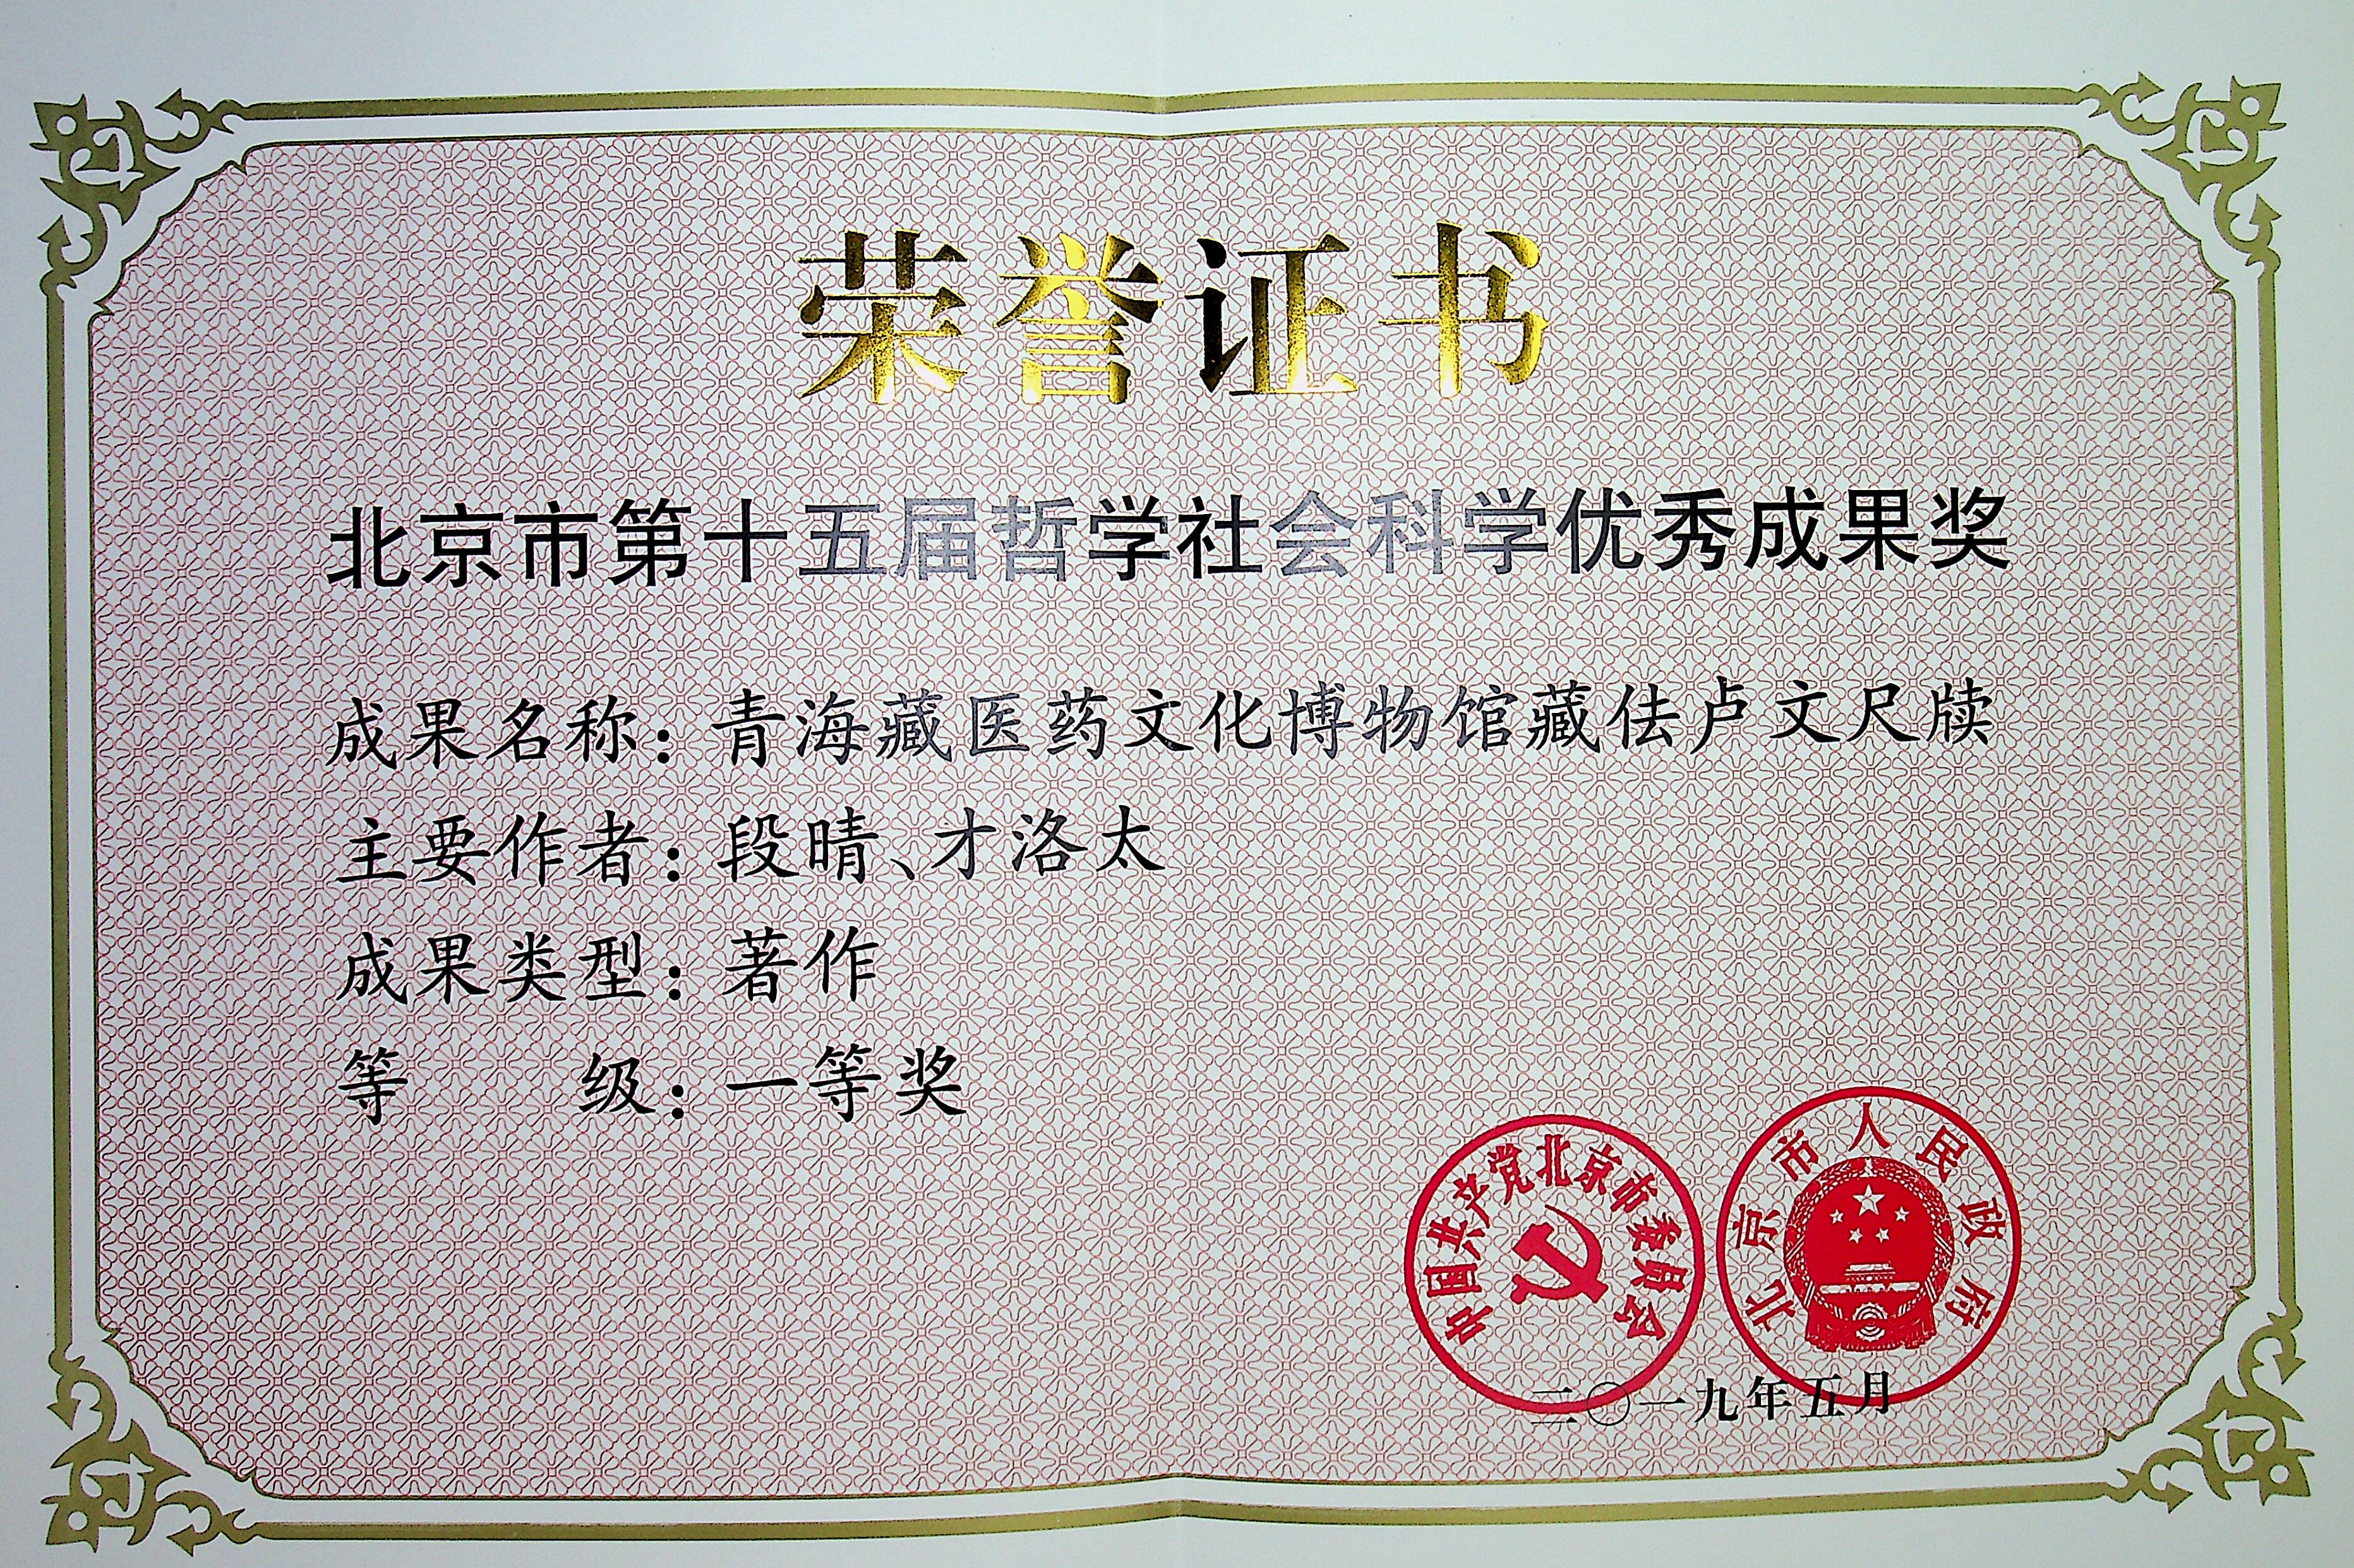 荣誉证书
北京市第十五届哲学社会科学优秀成果奖
成果名称：青海藏医药文化博物馆藏佉卢文尺牍
主要作者：段晴、才洛太
成果类型：著作
等　　级：一等奖
中国共产党北京市委员会
北京市人民政府
二〇一九年五月